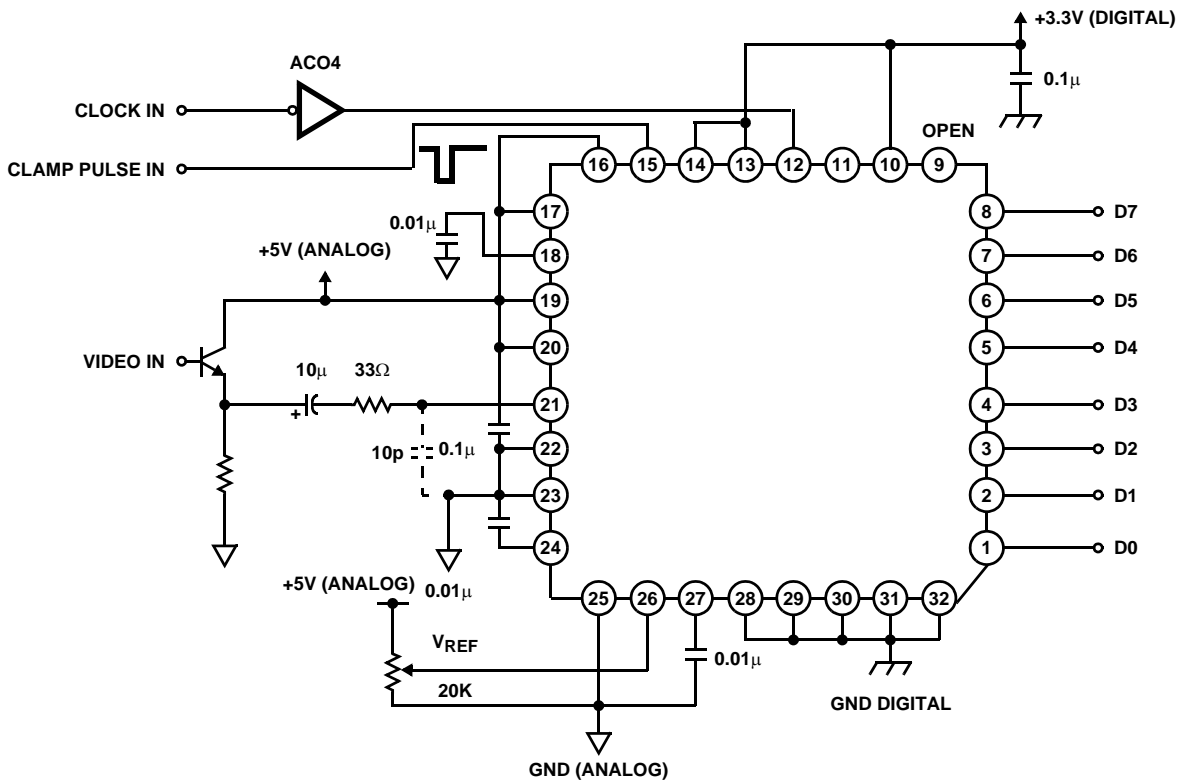 +3.3V (DIGITAL)
ACO4
0.1μ
CLOCK IN
OPEN
CLAMP PULSE IN
16 15 14 13 12 11 10 9
17 8 D7
0.01μ
18 7 D6
+5V (ANALOG)
19 6 D5
VIDEO IN
20 5 D4
10μ 33Ω
+
21 4 D3
10p 0.1μ
22 3 D2
23 2 D1
24 1 D0
+5V (ANALOG) 0.01μ
25 26 27 28 29 30 31 32
VREF
0.01μ
20K
GND DIGITAL
GND (ANALOG)